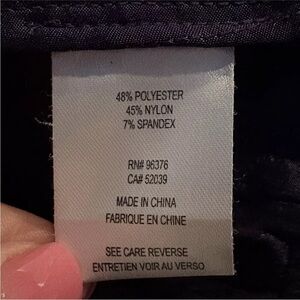 48% POLYESTER
45% NYLON
7% SPANDEX
RN# 96376
CA# 52039
MADE IN CHINA
FABRIQUE EN CHINE
SEE CARE REVERSE
ENTRETIEN VOIR AU VERSO